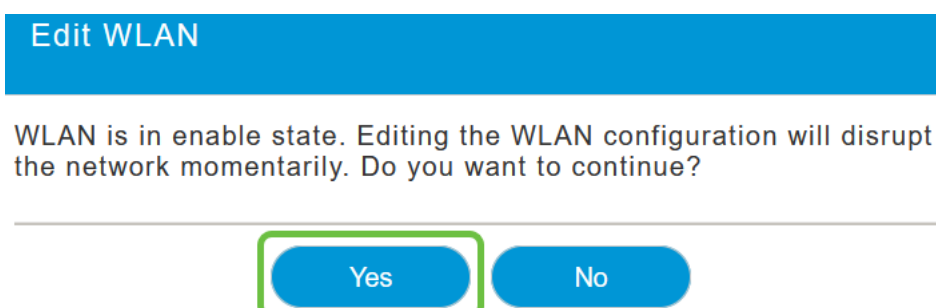 Edit WLAN
WLAN is in enable state. Editing the WLAN configuration will disrupt
the network momentarily. Do you want to continue?
Yes
No